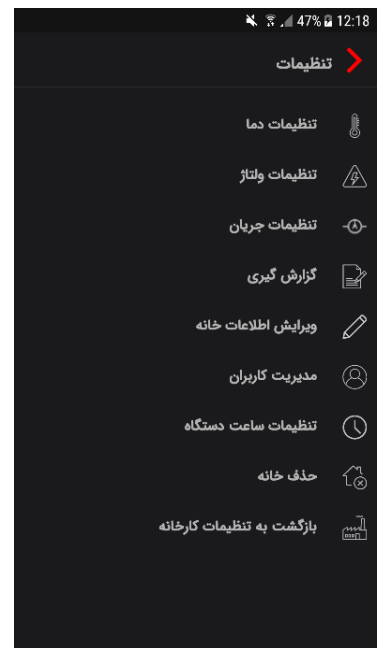 47% 12:18
تنظیمات
تنظیمات دما
تنظیمات ولتاژ
تنظیمات جریان
گزارش گیری
ویرایش اطلاعات خانه
مدیریت کاربران
تنظیمات ساعت دستگاه
حذف خانه
بازگشت به تنظیمات کارخانه